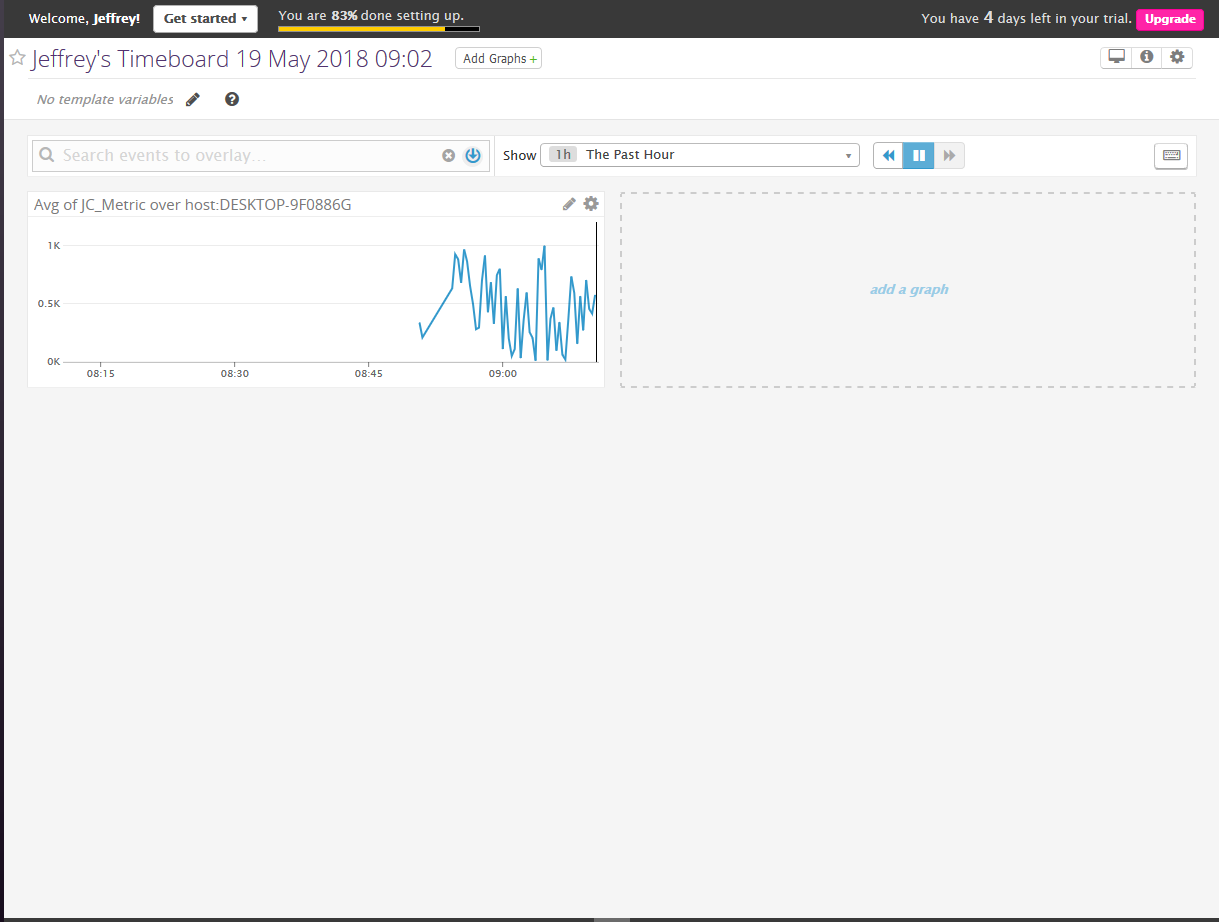 Welcome, Jeffrey! Get started You are 83% done setting up. You have 4 days left in your trial. Upgrade
Jeffrey's Timeboard 19 May 2018 09:02 Add Graphs +
No template variables
Search events to overlay... Show 1h The Past Hour
Avg of JC_Metric over host:DESKTOP-9F0886G
1K
0.5K
0K
08:15 08:30 08:45 09:00
add a graph